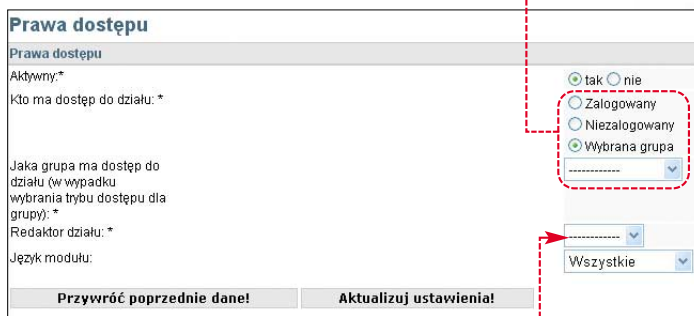 Prawa dostępu
Prawa dostępu
Aktywny:*
tak nie
Kto ma dostęp do działu: *
Zalogowany
Niezalogowany
Wybrana grupa
Jaka grupa ma dostęp do
działu (w wypadku
wybrania trybu dostępu dla
grupy): *
------------
Redaktor działu: *
------------
Język modułu:
Wszystkie
Przywróć poprzednie dane!
Aktualizuj ustawienia!